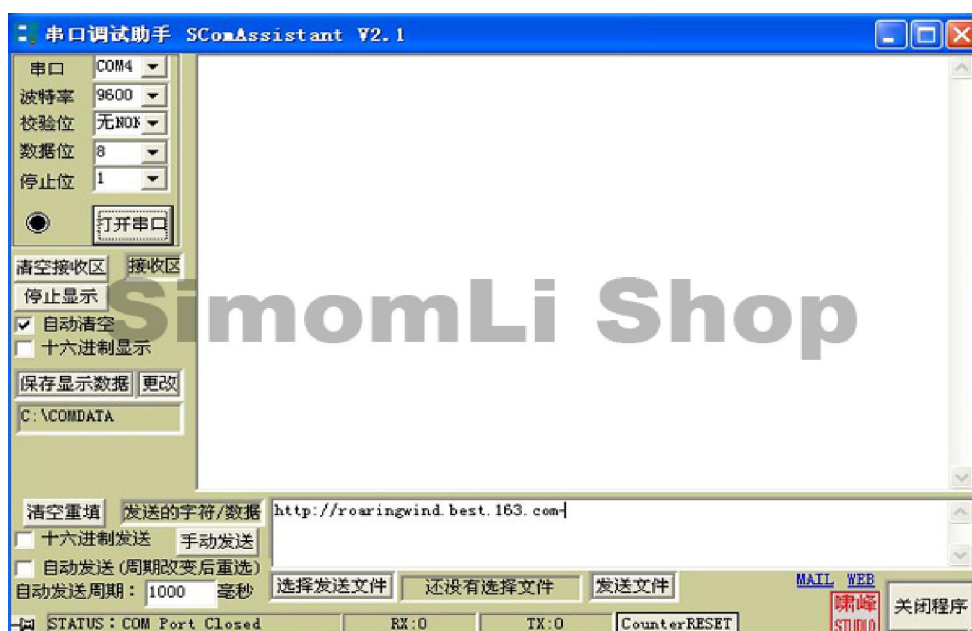 串口调试助手 SComAssistant V2.1
串口 COM4
波特率 9600
校验位 无NON
数据位 8
停止位 1
打开串口
清空接收区 接收区
停止显示
自动清空
十六进制显示
保存显示数据 更改
C:\COMDATA
SimomLi Shop
清空重填 发送的字符/数据 http://roaringwind.best.163.com
十六进制发送 手动发送
自动发送(周期改变后重选)
自动发送周期: 1000 毫秒 选择发送文件 还没有选择文件 发送文件
MAIL WEB
啸峰 STUDIO
关闭程序
STATUS:COM Port Closed RX:0 TX:0 CounterRESET